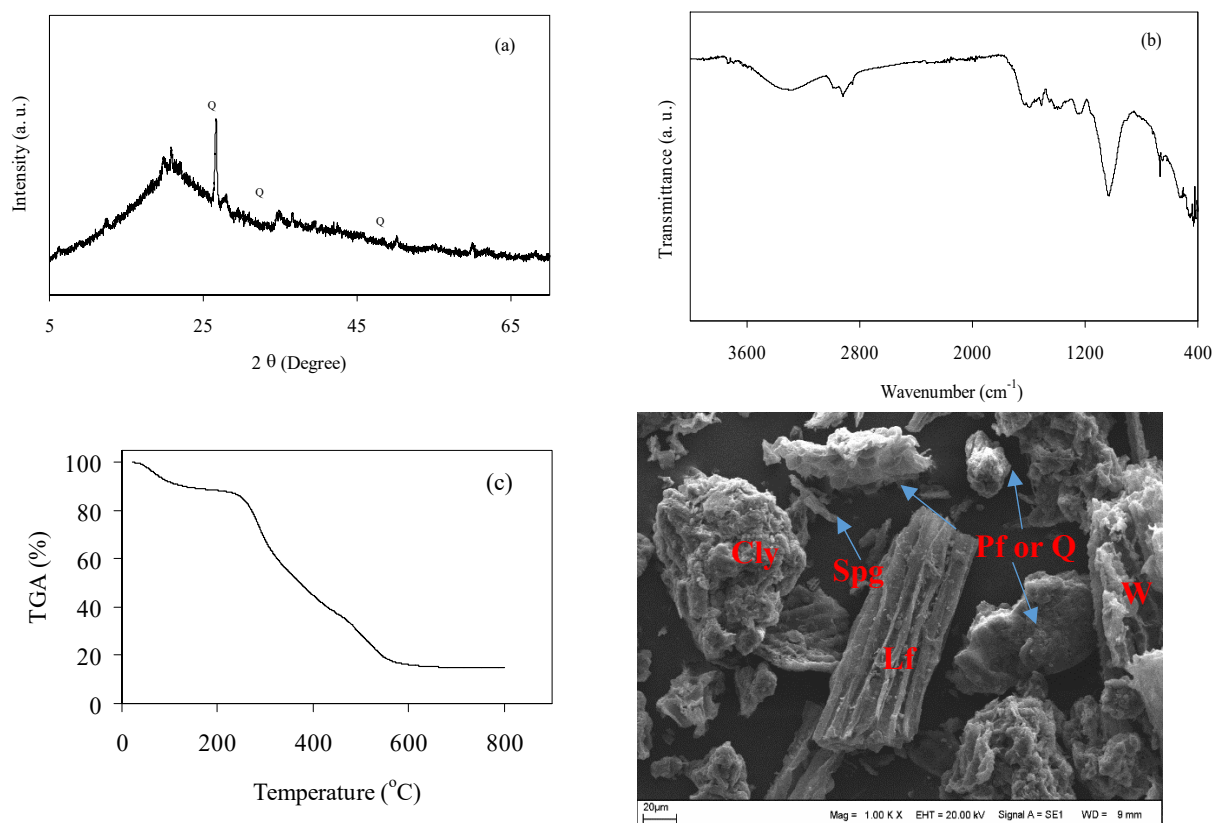 (a)
Q
Q
Q
Intensity (a. u.)
5 25 45 65
2 θ (Degree)
(b)
Transmittance (a. u.)
3600 2800 2000 1200 400
Wavenumber (cm⁻¹)
(c)
TGA (%)
100
80
60
40
20
0
0 200 400 600 800
Temperature (°C)
Cly
Spg
Pf or Q
W
Lf
20µm
Mag = 1.00 K X EHT = 20.00 kV Signal A = SE1 WD = 9 mm